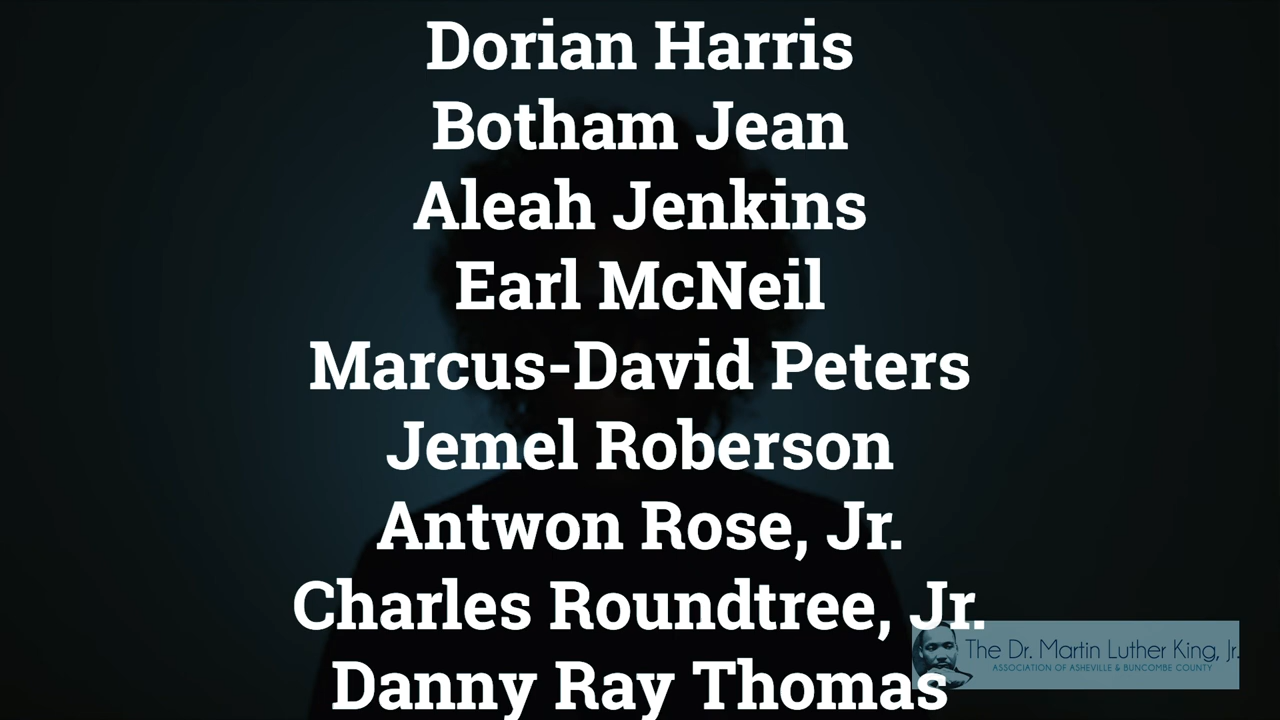 Dorian Harris
Botham Jean
Aleah Jenkins
Earl McNeil
Marcus-David Peters
Jemel Roberson
Antwon Rose, Jr.
Charles Roundtree, Jr.
The Dr. Martin Luther King, Jr.
ASSOCIATION OF ASHEVILLE & BUNCOMBE COUNTY
Danny Ray Thomas